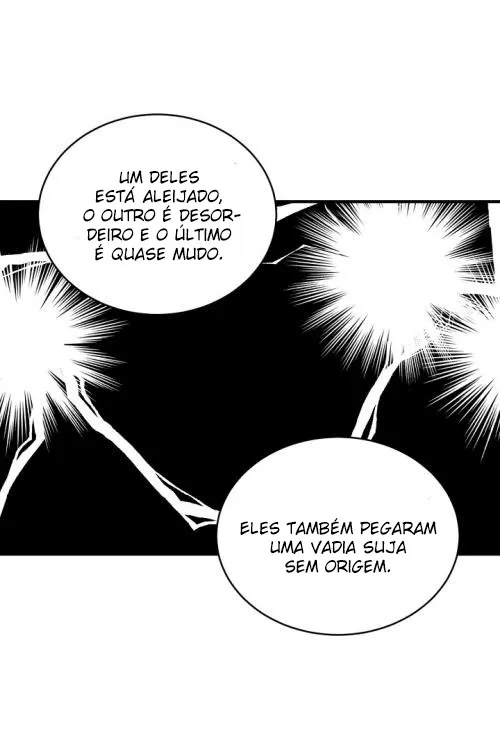 UM DELES
ESTÁ ALEIJADO,
O OUTRO É DESOR-
DEIRO E O ÚLTIMO
É QUASE MUDO.
ELES TAMBÉM PEGARAM
UMA VADIA SUJA
SEM ORIGEM.